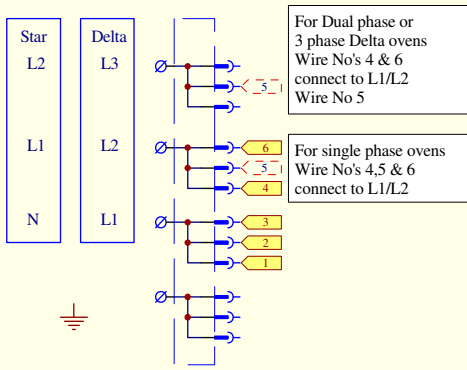 Star
Delta
For Dual phase or
3 phase Delta ovens
Wire No's 4 & 6
connect to L1/L2
Wire No 5
L2
L3
5
L1
L2
6
5
4
For single phase ovens
Wire No's 4,5 & 6
connect to L1/L2
N
L1
3
2
1